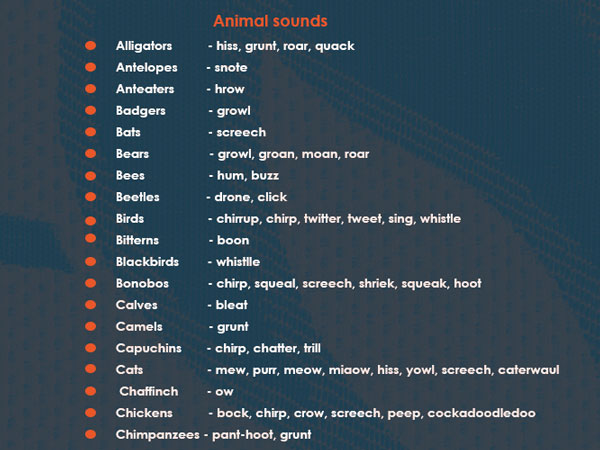 Animal sounds
Alligators - hiss, grunt, roar, quack
Antelopes - snote
Anteaters - hrow
Badgers - growl
Bats - screech
Bears - growl, groan, moan, roar
Bees - hum, buzz
Beetles - drone, click
Birds - chirrup, chirp, twitter, tweet, sing, whistle
Bitterns - boon
Blackbirds - whistlle
Bonobos - chirp, squeal, screech, shriek, squeak, hoot
Calves - bleat
Camels - grunt
Capuchins - chirp, chatter, trill
Cats - mew, purr, meow, miaow, hiss, yowl, screech, caterwaul
Chaffinch - ow
Chickens - bock, chirp, crow, screech, peep, cockadoodledoo
Chimpanzees - pant-hoot, grunt